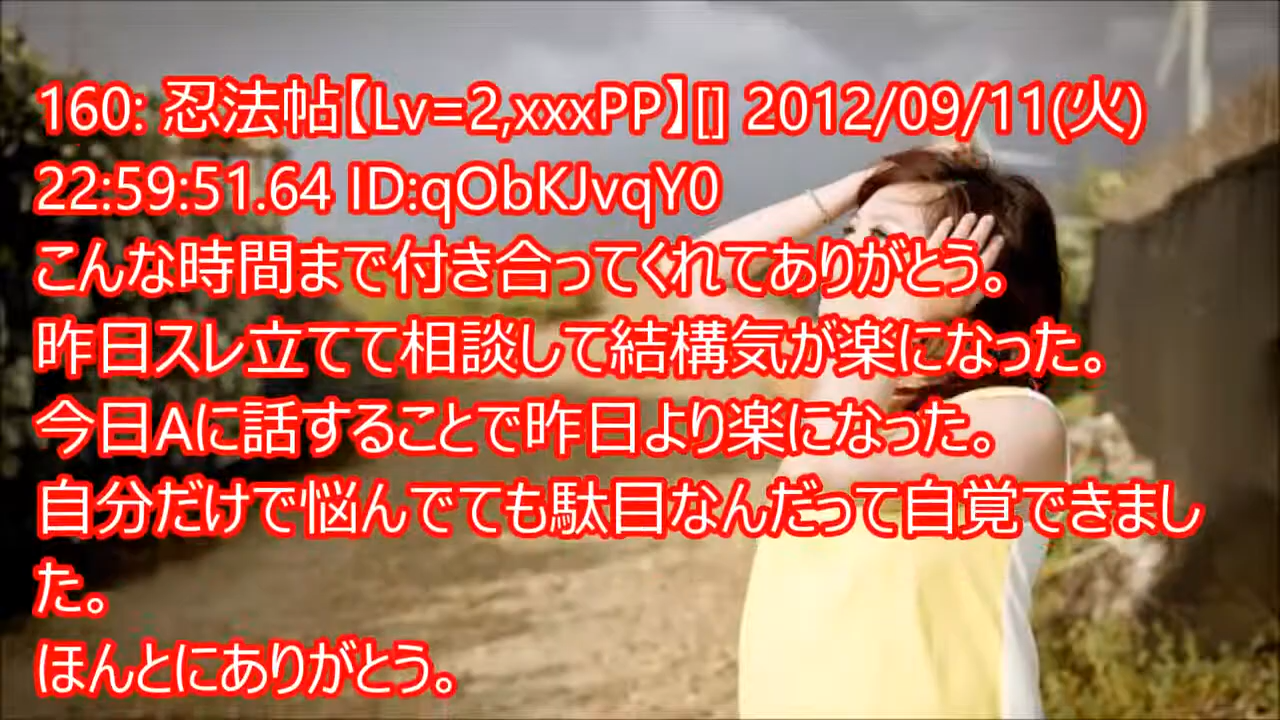 160: 忍法帖【Lv=2,xxxPP】[] 2012/09/11(火)
22:59:51.64 ID:qObKJvqY0
こんな時間まで付き合ってくれてありがとう。
昨日スレ立てて相談して結構気が楽になった。
今日Aに話することで昨日より楽になった。
自分だけで悩んでても駄目なんだって自覚できまし
た。
ほんとにありがとう。